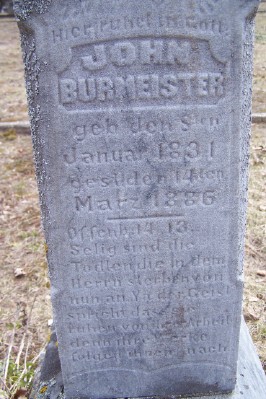 Hier ruhet in Gott
JOHN
BURMEISTER
geb den 8ten
Januar 1831
gest den 14ten
März 1886
Offenb. 14 13.
Selig sind die
Todten die in dem
Herrn sterben von
nun an. Ja der Geist
spricht dass
ruhen von ihrer Arbeit
denn ihre Werke
folgen ihnen nach